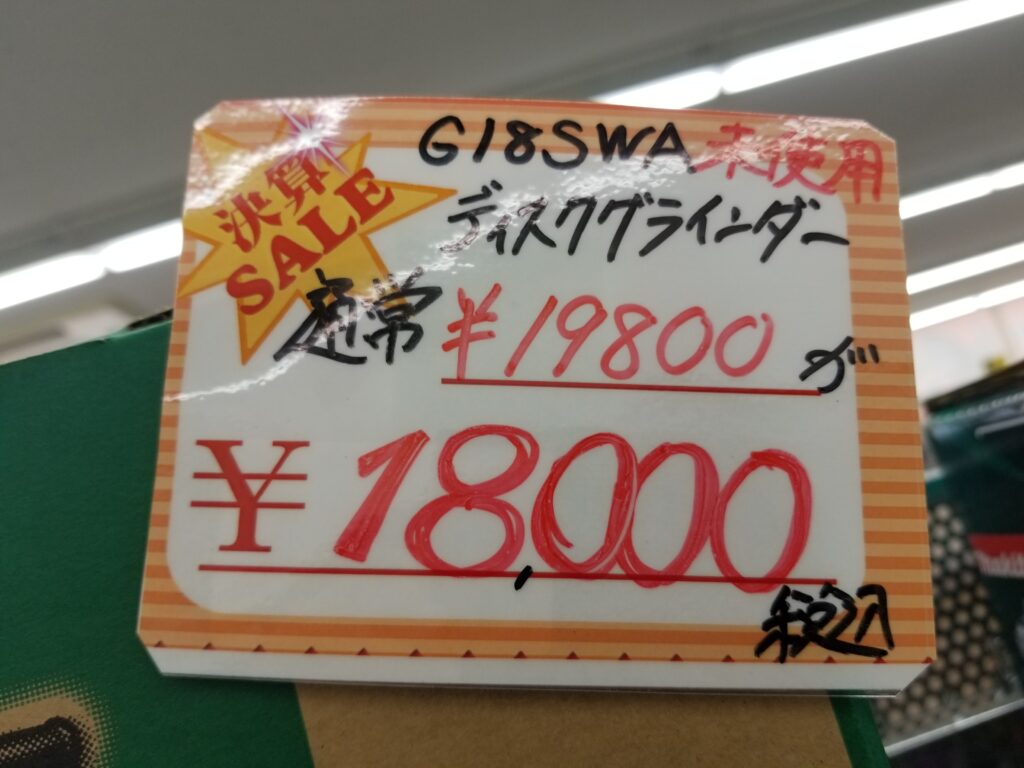 決算
SALE
G18SWA 未使用
ディスクグラインダー
通常 ¥19800 が
¥18,000
税込